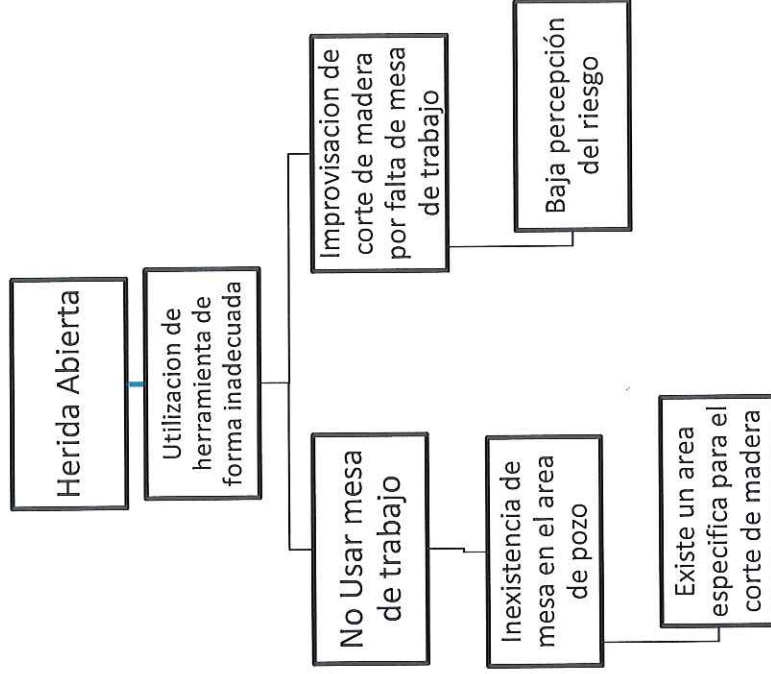 Herida Abierta
Utilizacion de
herramienta de
forma inadecuada
No Usar mesa
de trabajo
Improvisacion de
corte de madera
por falta de mesa
de trabajo
Inexistencia de
mesa en el area
de pozo
Baja percepción
del riesgo
Existe un area
especifica para el
corte de madera